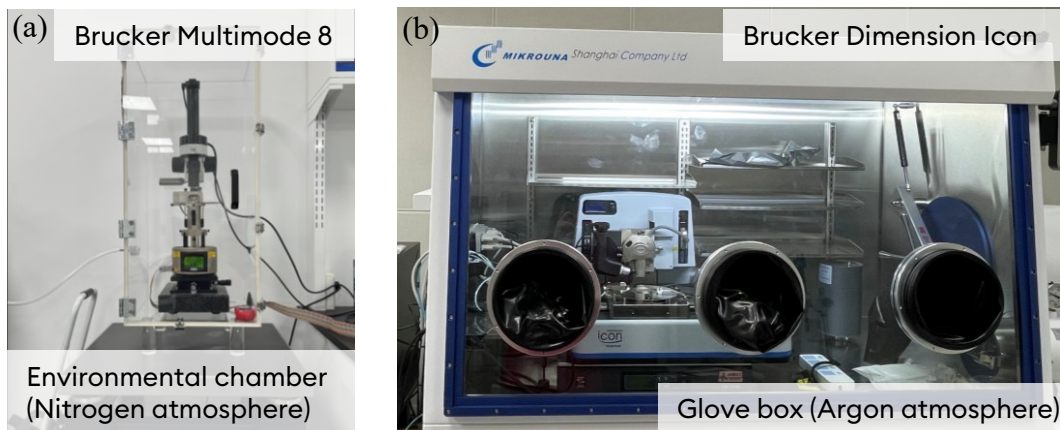 (a)
Brucker Multimode 8
Environmental chamber
(Nitrogen atmosphere)
(b)
Brucker Dimension Icon
MIKROUNA Shanghai Company Ltd
icon
Glove box (Argon atmosphere)